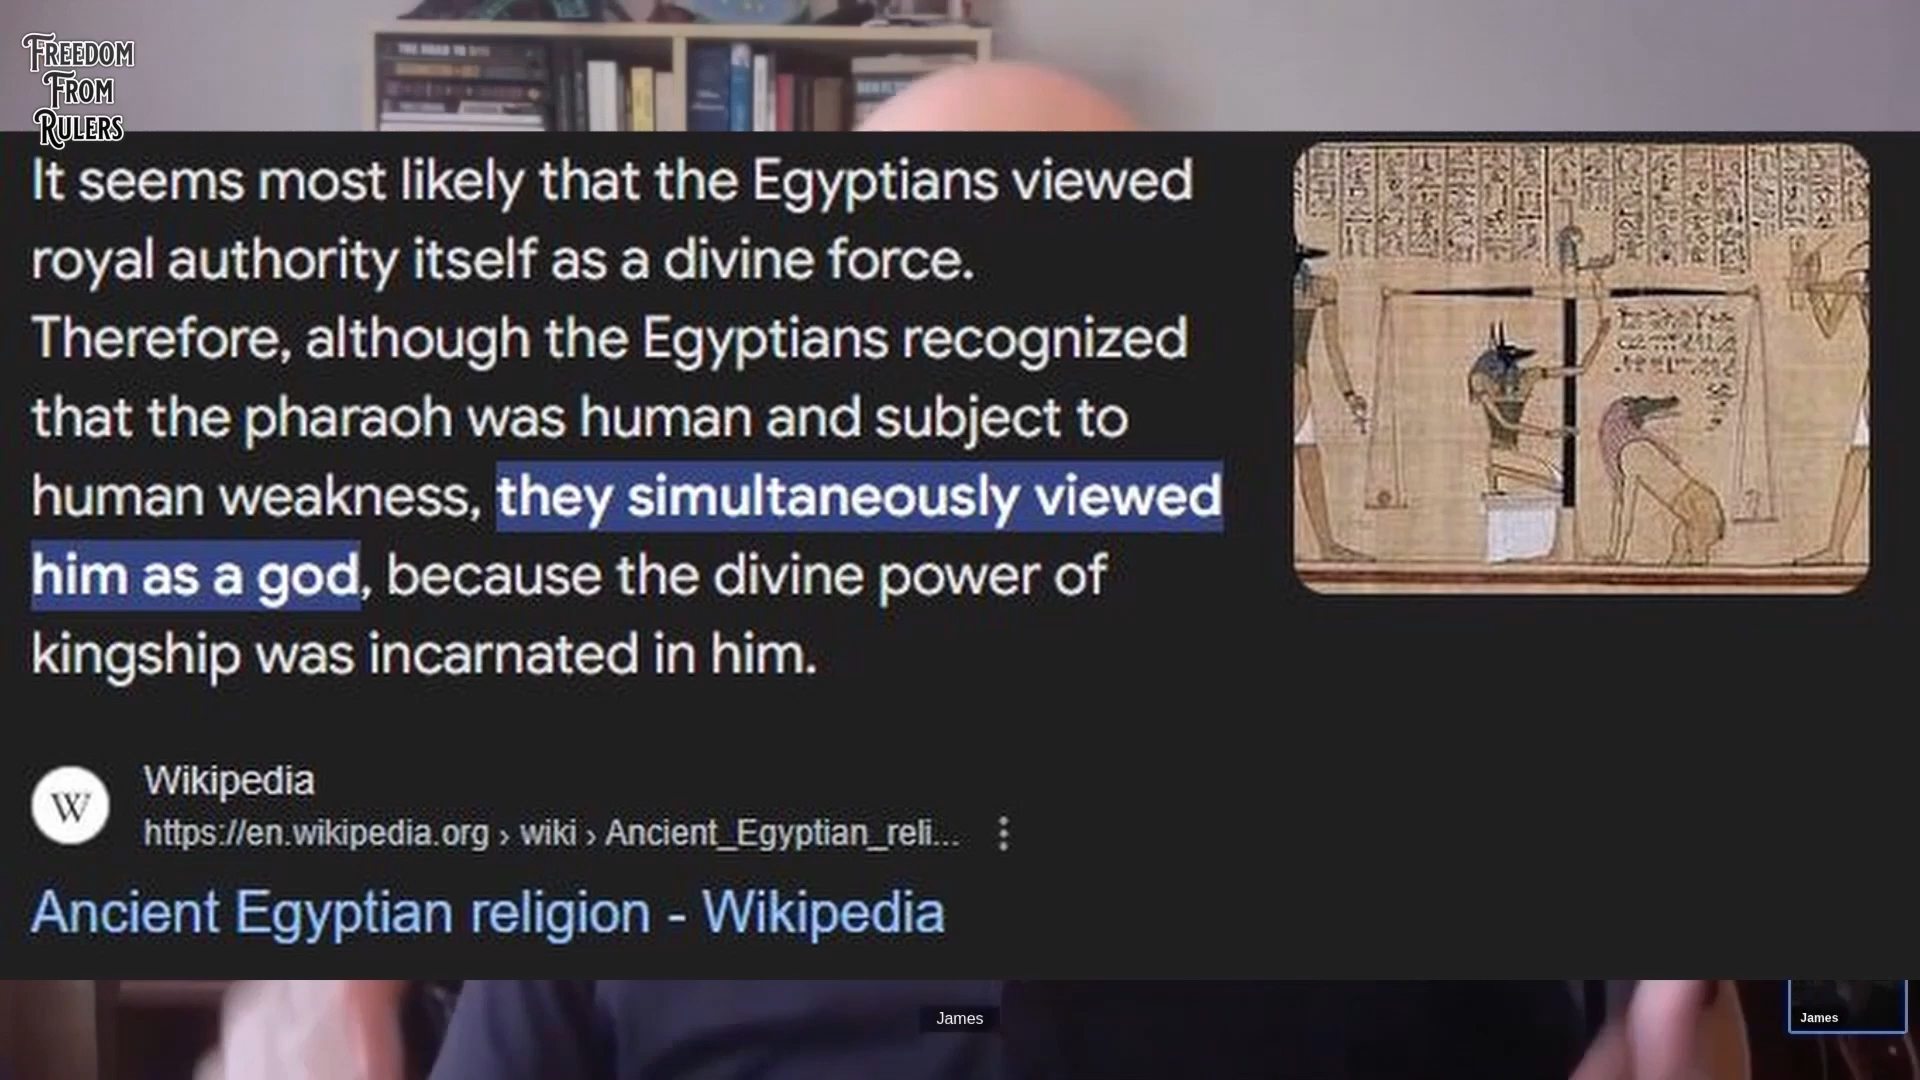 FREEDOM
FROM
RULERS
It seems most likely that the Egyptians viewed
royal authority itself as a divine force.
Therefore, although the Egyptians recognized
that the pharaoh was human and subject to
human weakness, they simultaneously viewed
him as a god, because the divine power of
kingship was incarnated in him.
W
Wikipedia
https://en.wikipedia.org › wiki › Ancient_Egyptian_reli...
Ancient Egyptian religion - Wikipedia
James
James